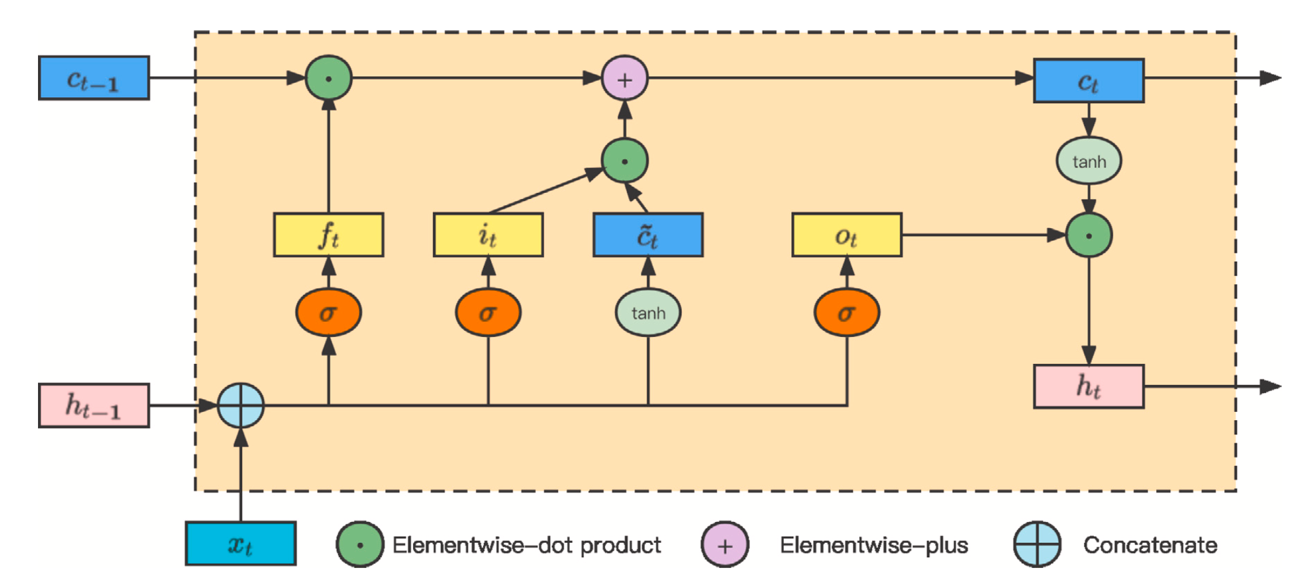 c_{t-1}
·
+
c_t
·
tanh
f_t
i_t
c̃_t
o_t
·
σ
σ
tanh
σ
h_{t-1}
h_t
x_t
· Elementwise-dot product
+ Elementwise-plus
Concatenate